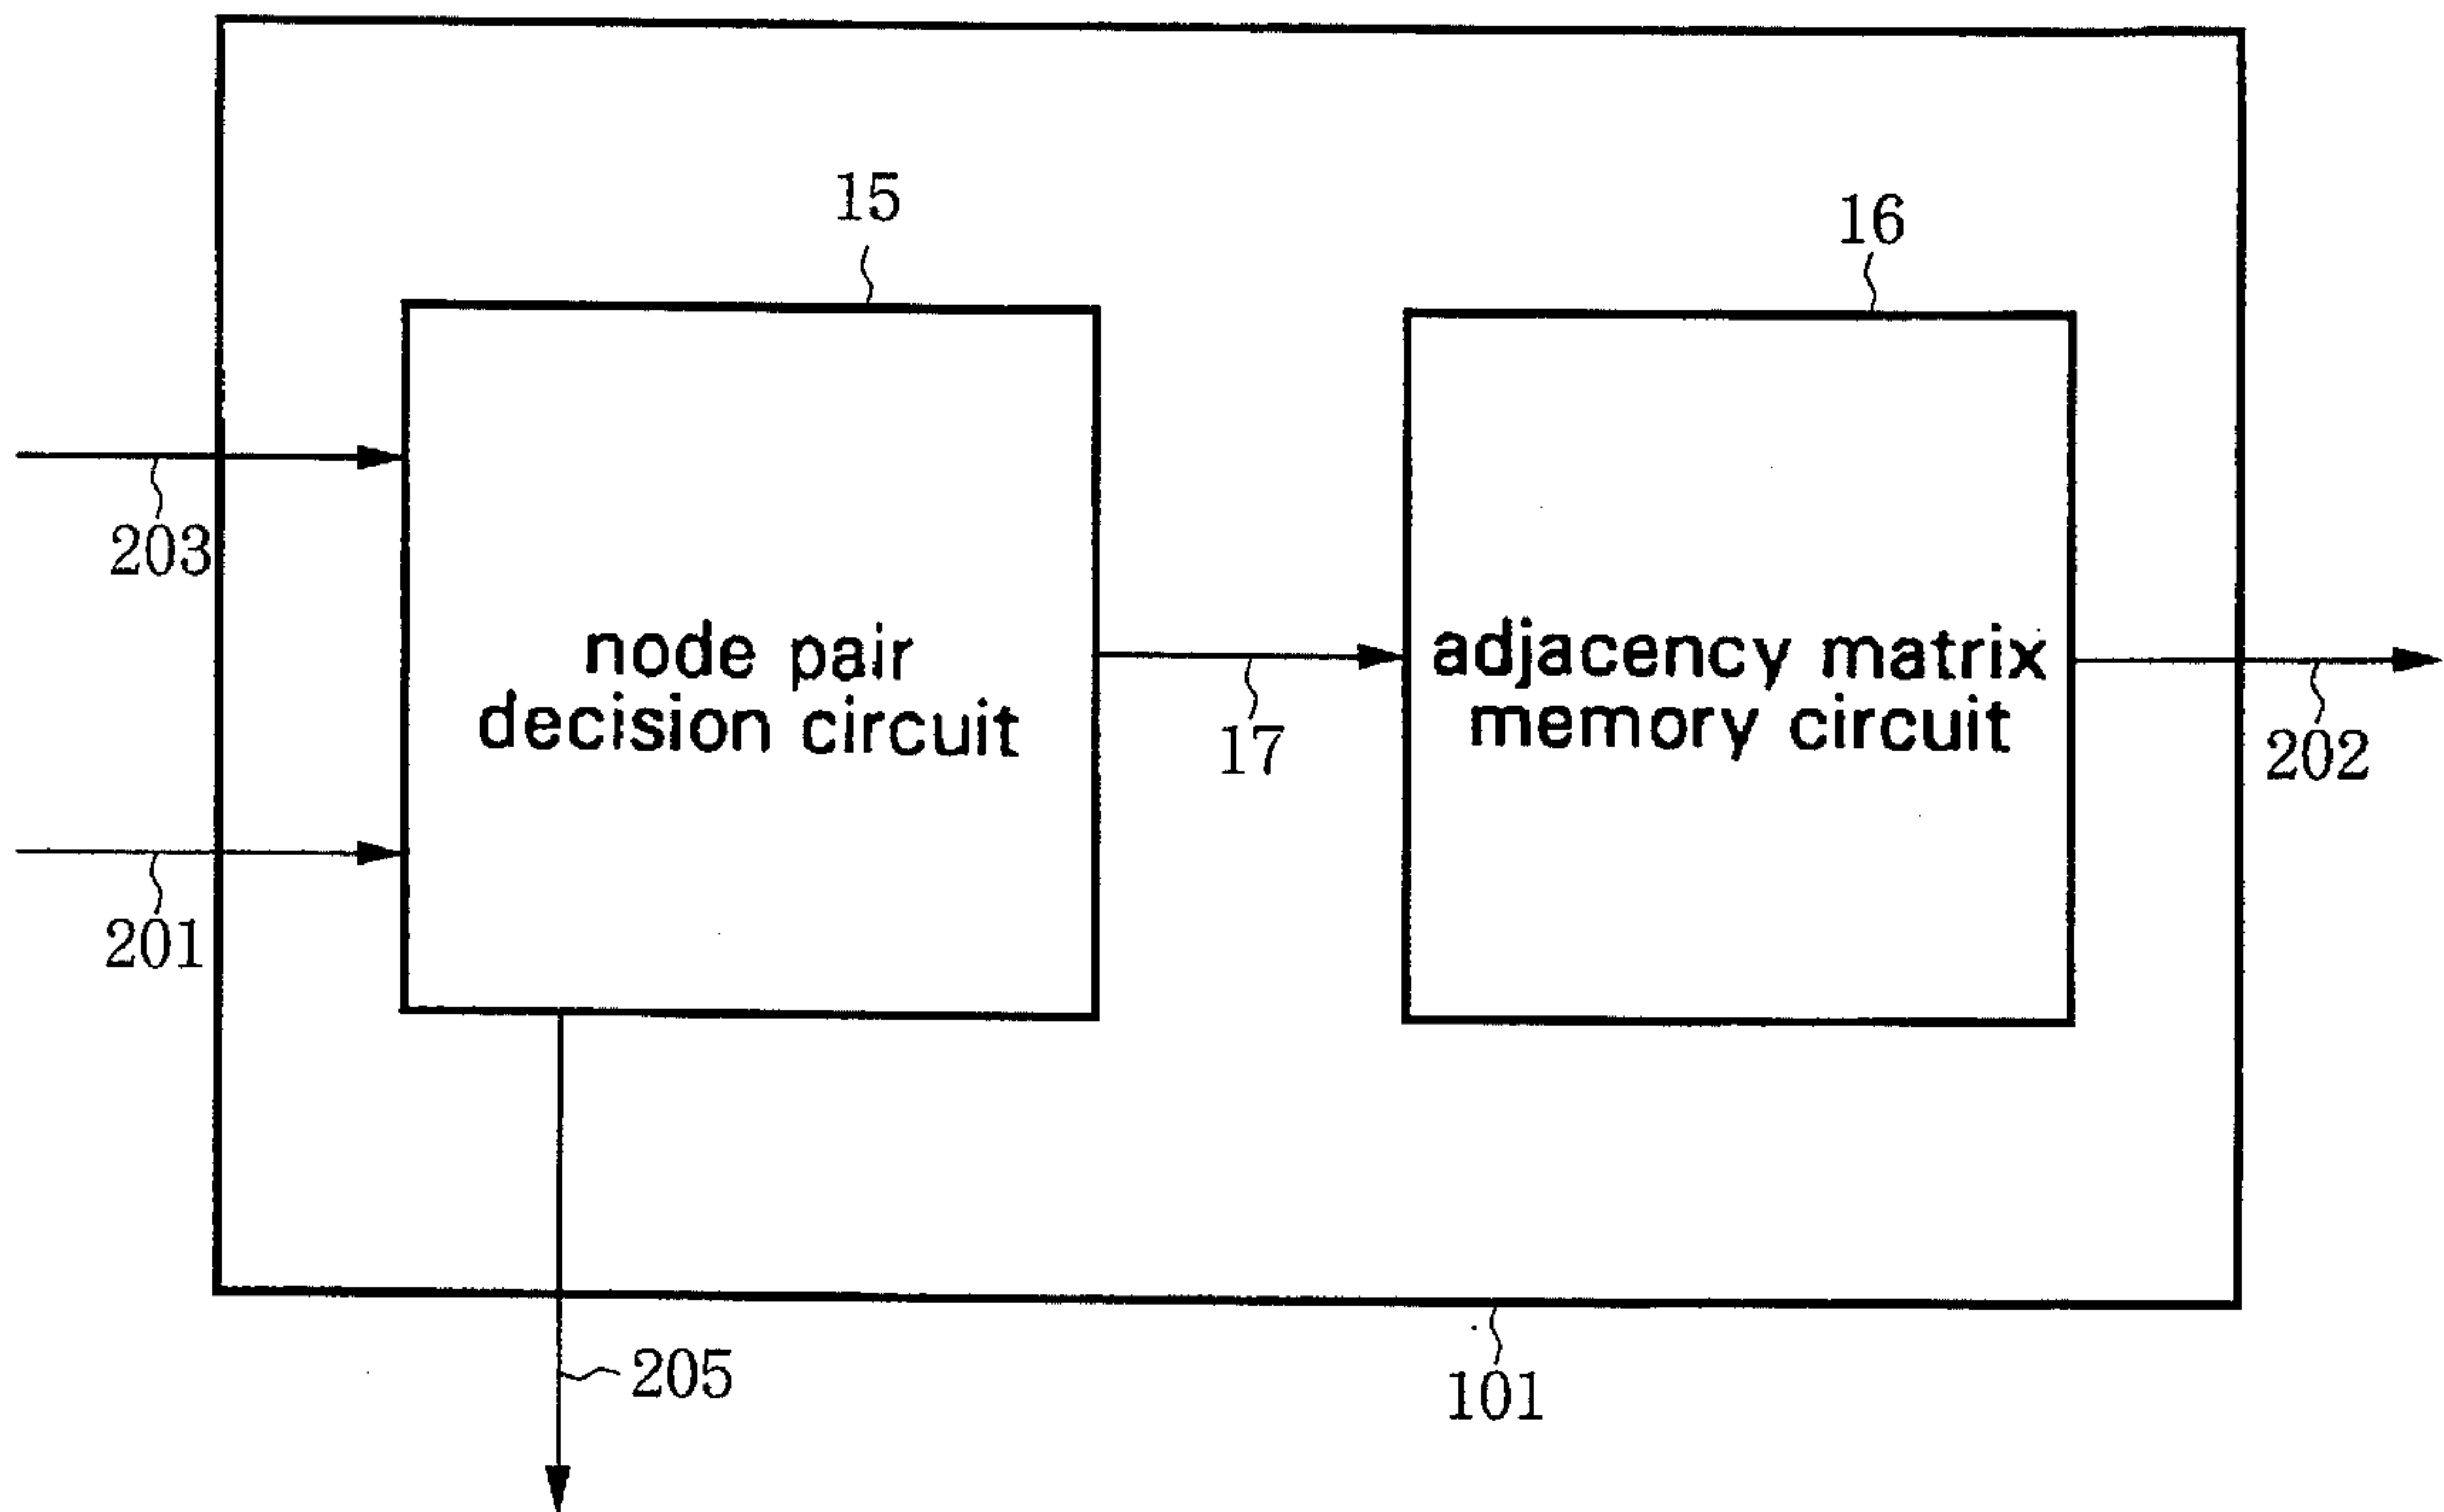 15
16
203
node pair
decision circuit
17
adjacency matrix
memory circuit
202
201
205
101